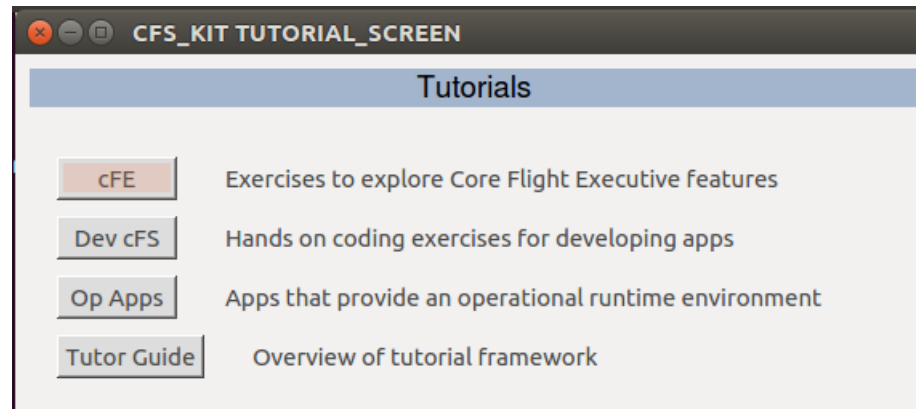 CFS_KIT TUTORIAL_SCREEN
Tutorials
cFE Exercises to explore Core Flight Executive features
Dev cFS Hands on coding exercises for developing apps
Op Apps Apps that provide an operational runtime environment
Tutor Guide Overview of tutorial framework